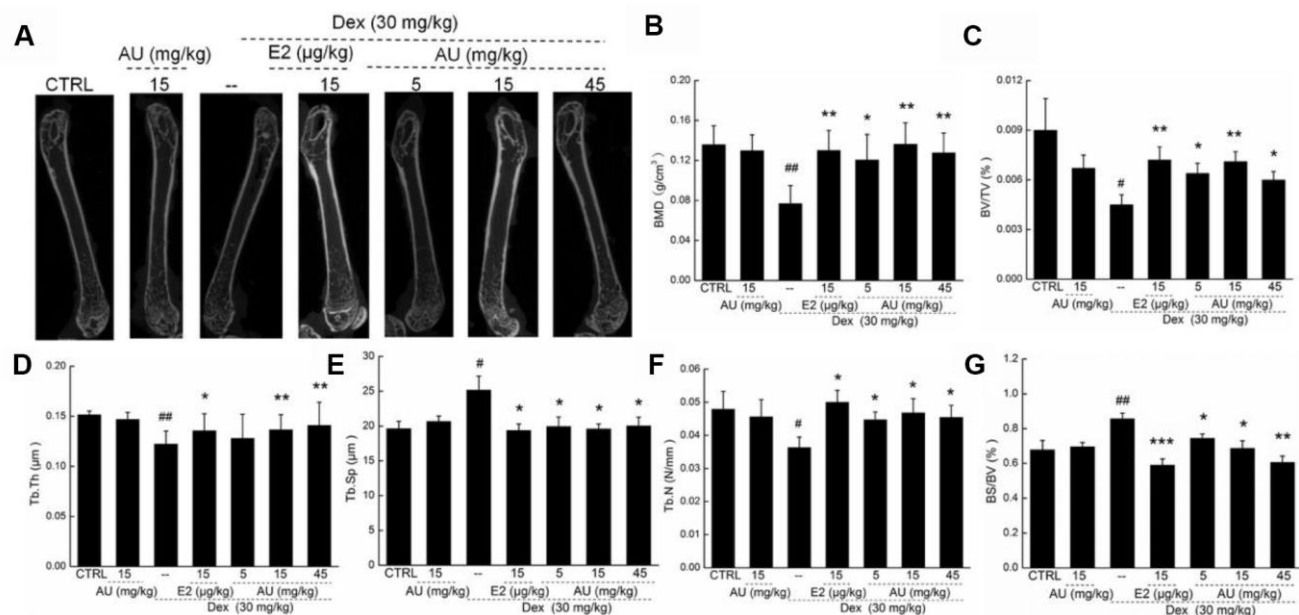 A
Dex (30 mg/kg)
AU (mg/kg) E2 (µg/kg) AU (mg/kg)
CTRL 15 -- 15 5 15 45
B
BMD (g/cm³)
0.20
0.16
0.12
0.08
0.04
0.00
## ** * ** **
CTRL 15 -- 15 5 15 45
AU (mg/kg) E2 (µg/kg) AU (mg/kg)
Dex (30 mg/kg)
C
BV/TV (%)
0.012
0.009
0.006
0.003
0.000
# ** * ** *
CTRL 15 -- 15 5 15 45
AU (mg/kg) E2 (µg/kg) AU (mg/kg)
Dex (30 mg/kg)
D
Tb.Th (µm)
0.20
0.15
0.10
0.05
0.00
## * ** **
CTRL 15 -- 15 5 15 45
AU (mg/kg) E2 (µg/kg) AU (mg/kg)
Dex (30 mg/kg)
E
Tb.Sp (µm)
30
25
20
15
10
5
0
# * * * *
CTRL 15 -- 15 5 15 45
AU (mg/kg) E2 (µg/kg) AU (mg/kg)
Dex (30 mg/kg)
F
Tb.N (N/mm)
0.06
0.05
0.04
0.03
0.02
0.01
0.00
# * * * *
CTRL 15 -- 15 5 15 45
AU (mg/kg) E2 (µg/kg) AU (mg/kg)
Dex (30 mg/kg)
G
BS/BV (%)
1.2
1.0
0.8
0.6
0.4
0.2
0.0
## *** * * **
CTRL 15 -- 15 5 15 45
AU (mg/kg) E2 (µg/kg) AU (mg/kg)
Dex (30 mg/kg)